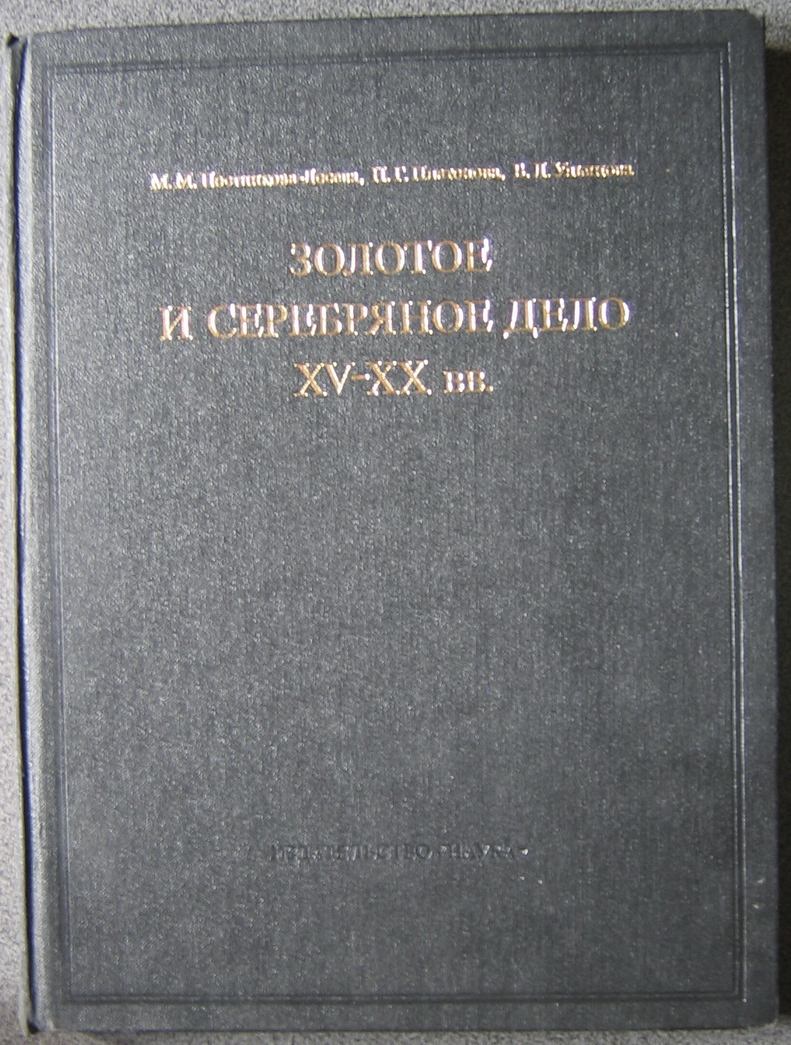 М. М. Постникова-Лосева, Н. Г. Платонова, Б. Л. Ульянова
ЗОЛОТОЕ
И СЕРЕБРЯНОЕ ДЕЛО
XV-XX вв.
ИЗДАТЕЛЬСТВО «НАУКА»